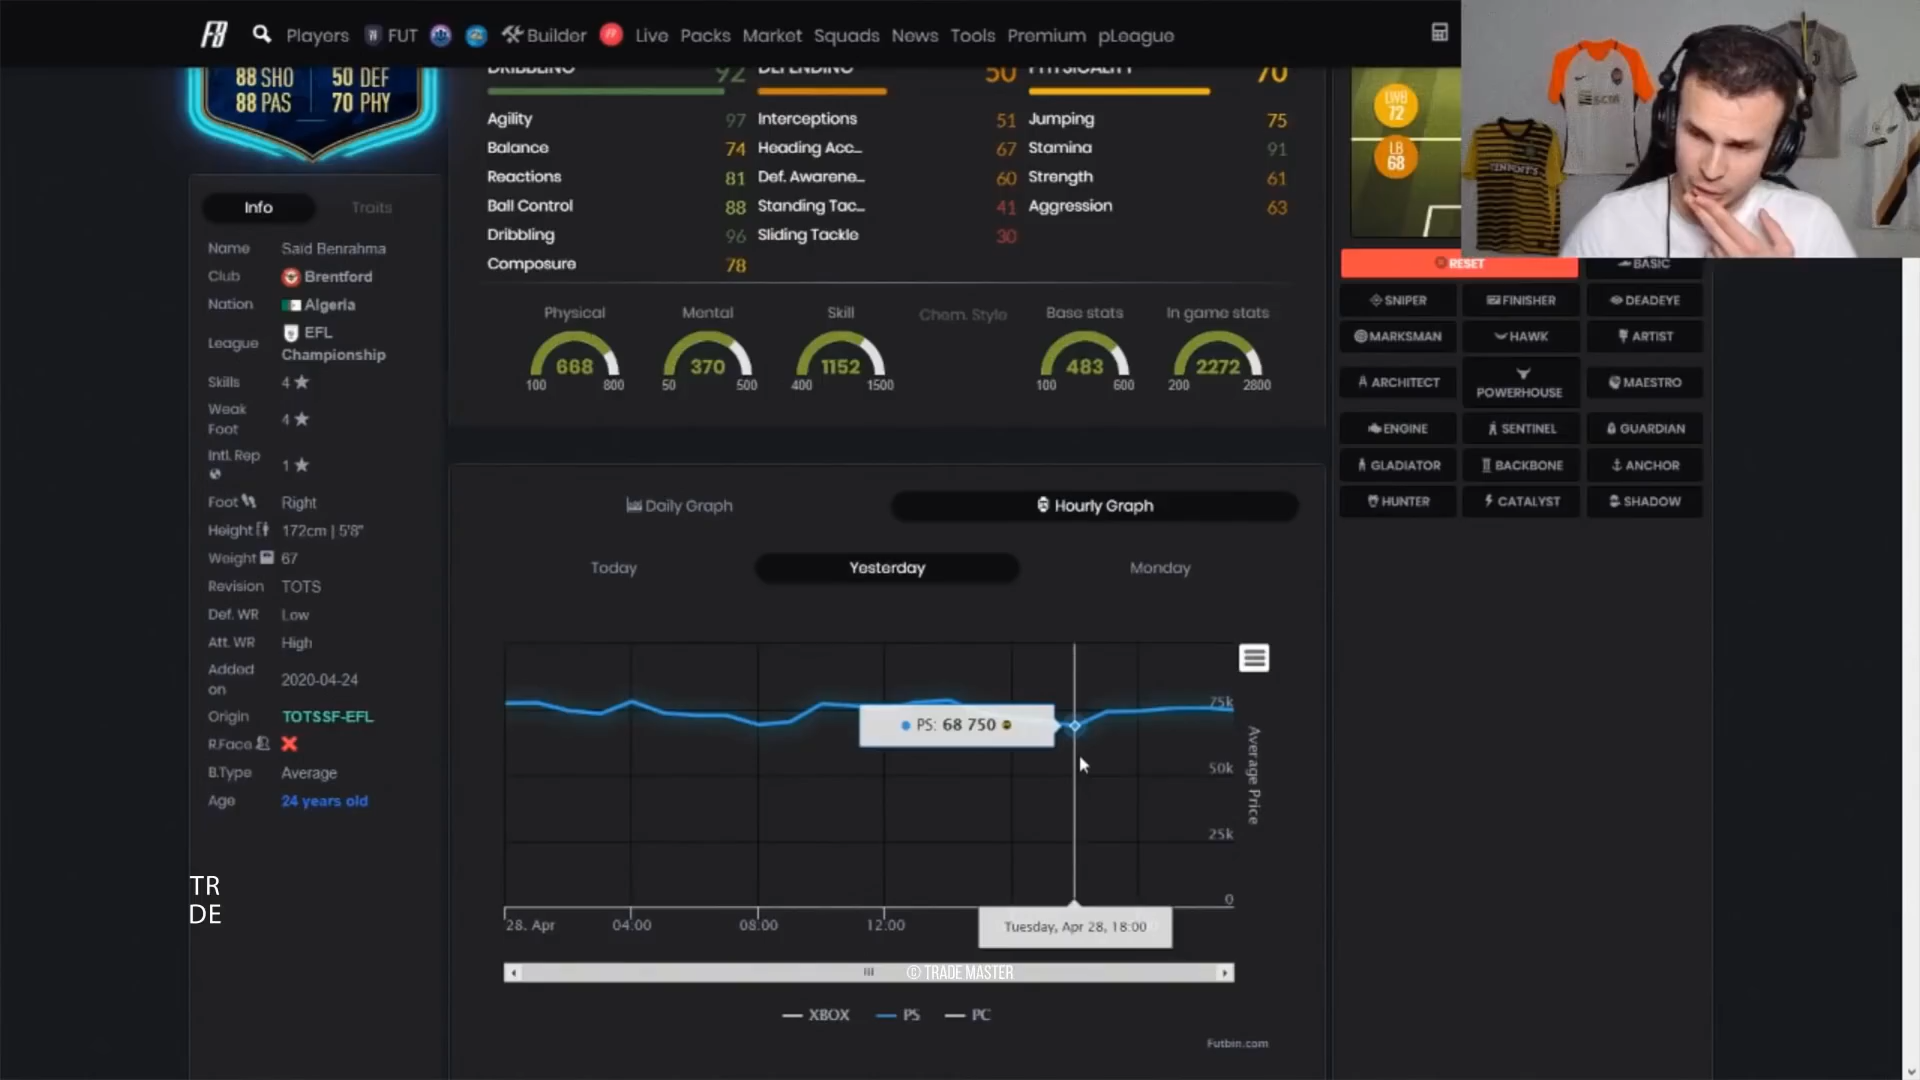 F8 Players FUT Builder Live Packs Market Squads News Tools Premium pLeague
88 SHO 50 DEF
88 PAS 70 PHY
DRIBBLING 92 DEFENDING 50 PHYSICALITY 70
Agility 97 Interceptions 51 Jumping 75
Balance 74 Heading Acc... 67 Stamina 91
Reactions 81 Def. Awarene... 60 Strength 61
Ball Control 88 Standing Tac... 41 Aggression 63
Dribbling 96 Sliding Tackle 30
Composure 78
LWB
72
LB
68
Info Traits
Name Saïd Benrahma
Club Brentford
Nation Algeria
League EFL
Championship
Skills 4
Weak
Foot 4
Intl. Rep 1
Foot Right
Height 172cm | 5'8"
Weight 67
Revision TOTS
Def. WR Low
Att. WR High
Added
on 2020-04-24
Origin TOTSSF-EFL
R.Face
B.Type Average
Age 24 years old
Physical Mental Skill Chem. Style Base stats In game stats
668 370 1152 483 2272
100 800 50 500 400 1500 100 600 200 2800
RESET BASIC
SNIPER FINISHER DEADEYE
MARKSMAN HAWK ARTIST
ARCHITECT POWERHOUSE MAESTRO
ENGINE SENTINEL GUARDIAN
GLADIATOR BACKBONE ANCHOR
HUNTER CATALYST SHADOW
Daily Graph Hourly Graph
Today Yesterday Monday
75k
PS: 68 750
50k
25k
0
Average Price
28. Apr 04:00 08:00 12:00 Tuesday, Apr 28, 18:00
© TRADE MASTER
XBOX PS PC
Futbin.com
TR
DE